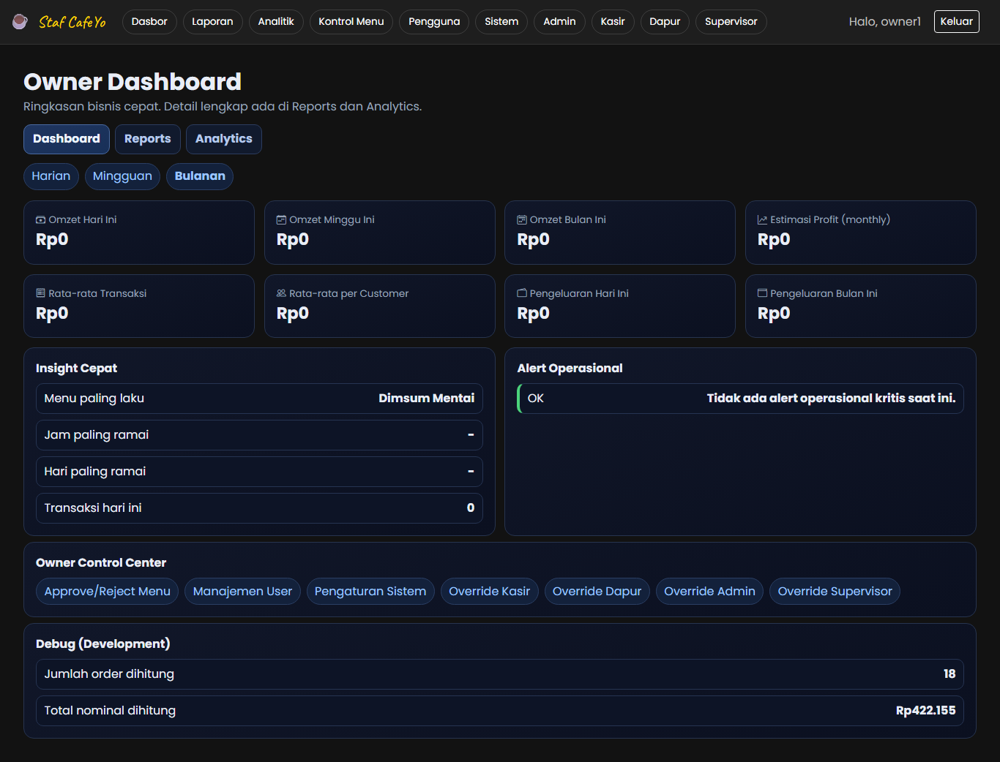 Staf CafeYo
Dasbor
Laporan
Analitik
Kontrol Menu
Pengguna
Sistem
Admin
Kasir
Dapur
Supervisor
Halo, owner1
Keluar
Owner Dashboard
Ringkasan bisnis cepat. Detail lengkap ada di Reports dan Analytics.
Dashboard
Reports
Analytics
Harian
Mingguan
Bulanan
Omzet Hari Ini
Rp0
Omzet Minggu Ini
Rp0
Omzet Bulan Ini
Rp0
Estimasi Profit (monthly)
Rp0
Rata-rata Transaksi
Rp0
Rata-rata per Customer
Rp0
Pengeluaran Hari Ini
Rp0
Pengeluaran Bulan Ini
Rp0
Insight Cepat
Menu paling laku Dimsum Mentai
Jam paling ramai -
Hari paling ramai -
Transaksi hari ini 0
Alert Operasional
OK Tidak ada alert operasional kritis saat ini.
Owner Control Center
Approve/Reject Menu
Manajemen User
Pengaturan Sistem
Override Kasir
Override Dapur
Override Admin
Override Supervisor
Debug (Development)
Jumlah order dihitung 18
Total nominal dihitung Rp422.155